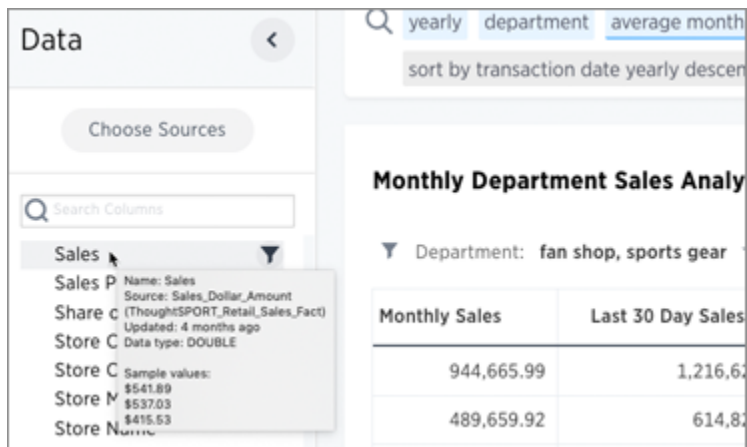 Data
Choose Sources
Search Columns
Sales
Sales P
Share o
Store C
Store C
Store M
Store Name
Name: Sales
Source: Sales_Dollar_Amount
(ThoughtSPORT_Retail_Sales_Fact)
Updated: 4 months ago
Data type: DOUBLE
Sample values:
$541.89
$537.03
$415.53
yearly department average month
sort by transaction date yearly descen
Monthly Department Sales Analy
Department: fan shop, sports gear
Monthly Sales Last 30 Day Sales
944,665.99 1,216,62
489,659.92 614,8